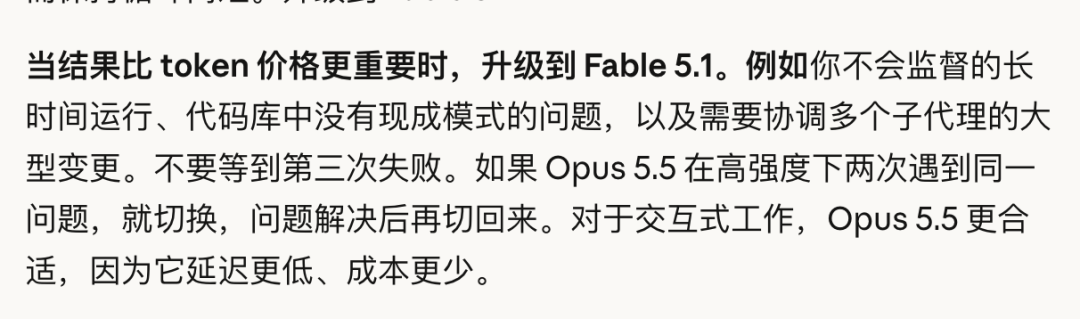 当结果比 token 价格更重要时，升级到 Fable 5.1。例如你不会监督的长
时间运行、代码库中没有现成模式的问题，以及需要协调多个子代理的大
型变更。不要等到第三次失败。如果 Opus 5.5 在高强度下两次遇到同一
问题，就切换，问题解决后再切回来。对于交互式工作，Opus 5.5 更合
适，因为它延迟更低、成本更少。